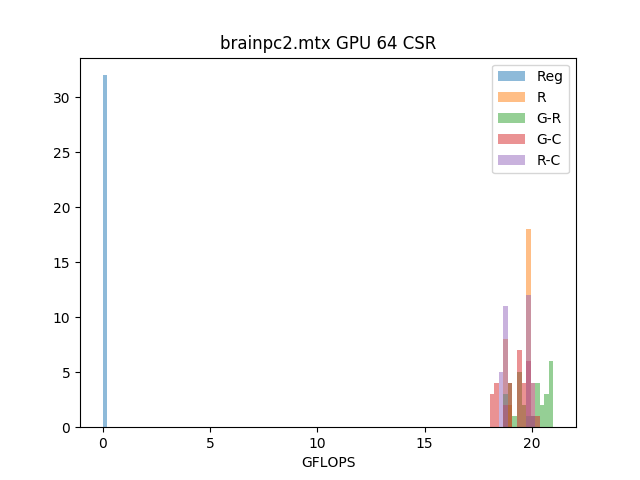 brainpc2.mtx GPU 64 CSR
Reg
R
G-R
G-C
R-C
30
25
20
15
10
5
0
0 5 10 15 20
GFLOPS